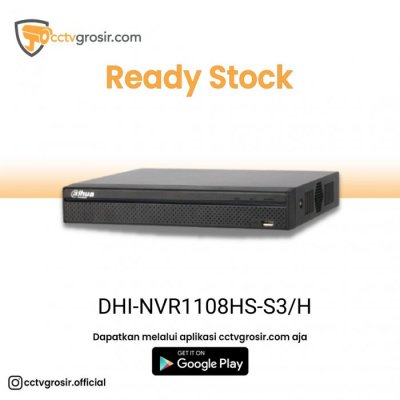 cctvgrosir.com
Ready Stock
alhua
DHI-NVR1108HS-S3/H
Dapatkan melalui aplikasi cctvgrosir.com aja
GET IT ON
Google Play
cctvgrosir.official